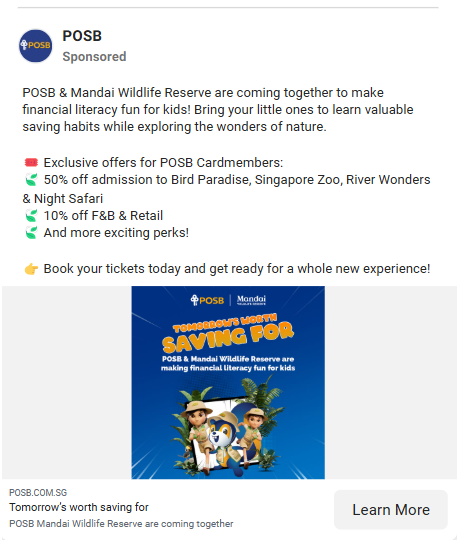 POSB
POSB
Sponsored
POSB & Mandai Wildlife Reserve are coming together to make
financial literacy fun for kids! Bring your little ones to learn valuable
saving habits while exploring the wonders of nature.
Exclusive offers for POSB Cardmembers:
50% off admission to Bird Paradise, Singapore Zoo, River Wonders
& Night Safari
10% off F&B & Retail
And more exciting perks!
Book your tickets today and get ready for a whole new experience!
POSB | Mandai
WILDLIFE RESERVE
TOMORROW'S WORTH
SAVING FOR
POSB & Mandai Wildlife Reserve are
making financial literacy fun for kids
POSB.COM.SG
Tomorrow's worth saving for
POSB Mandai Wildlife Reserve are coming together
Learn More